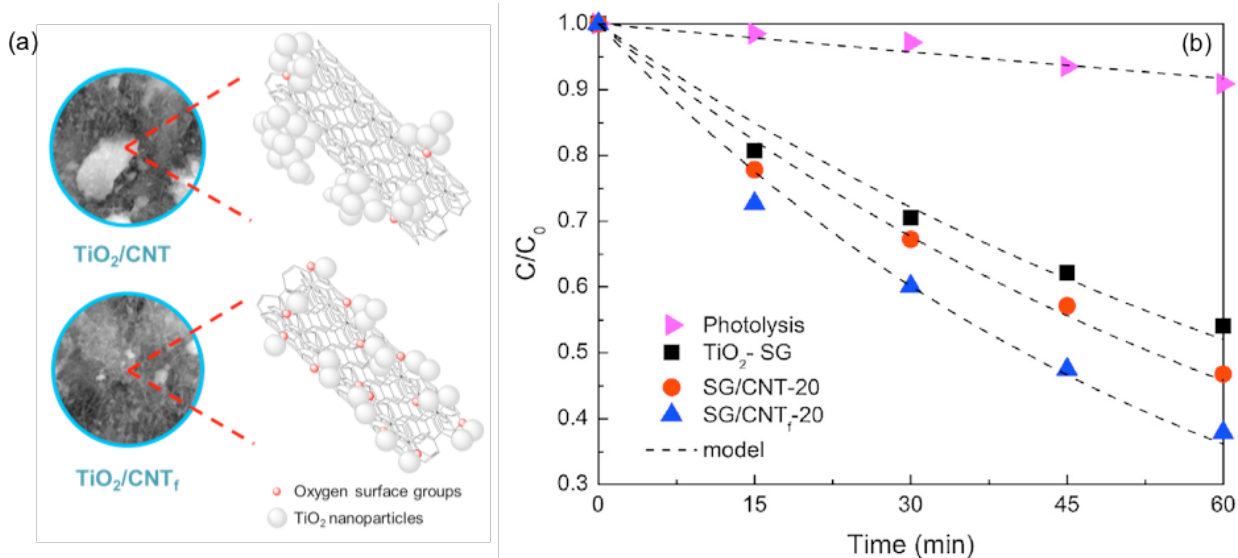 (a)
TiO₂/CNT
TiO₂/CNTf
Oxygen surface groups
TiO₂ nanoparticles
(b)
C/C₀
1.0
0.9
0.8
0.7
0.6
0.5
0.4
0.3
Photolysis
TiO₂- SG
SG/CNT-20
SG/CNTf-20
model
0
15
30
45
60
Time (min)